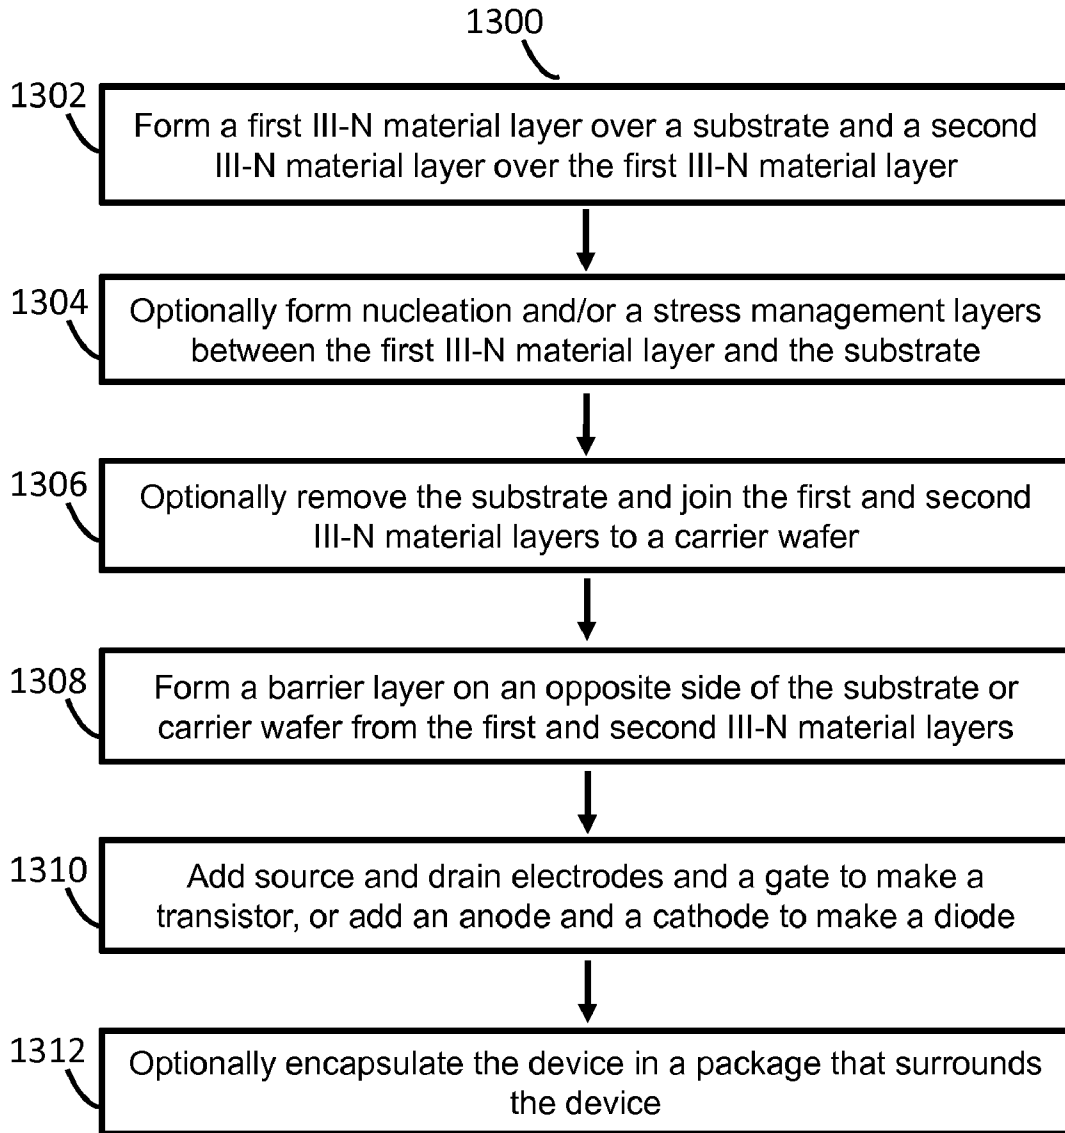 1300
1302
Form a first III-N material layer over a substrate and a second
III-N material layer over the first III-N material layer
1304
Optionally form nucleation and/or a stress management layers
between the first III-N material layer and the substrate
1306
Optionally remove the substrate and join the first and second
III-N material layers to a carrier wafer
1308
Form a barrier layer on an opposite side of the substrate or
carrier wafer from the first and second III-N material layers
1310
Add source and drain electrodes and a gate to make a
transistor, or add an anode and a cathode to make a diode
1312
Optionally encapsulate the device in a package that surrounds
the device